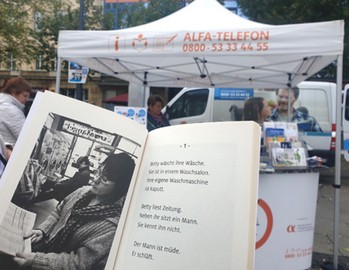 ALFA-TELEFON
0800 - 53 33 44 55
- 7 -
Betty wäscht ihre Wäsche.
Sie ist in einem Waschsalon.
Ihre eigene Waschmaschine
ist kaputt.
Betty liest Zeitung.
Neben ihr sitzt ein Mann.
Sie kennt ihn nicht.
Der Mann ist müde.
Er schläft.